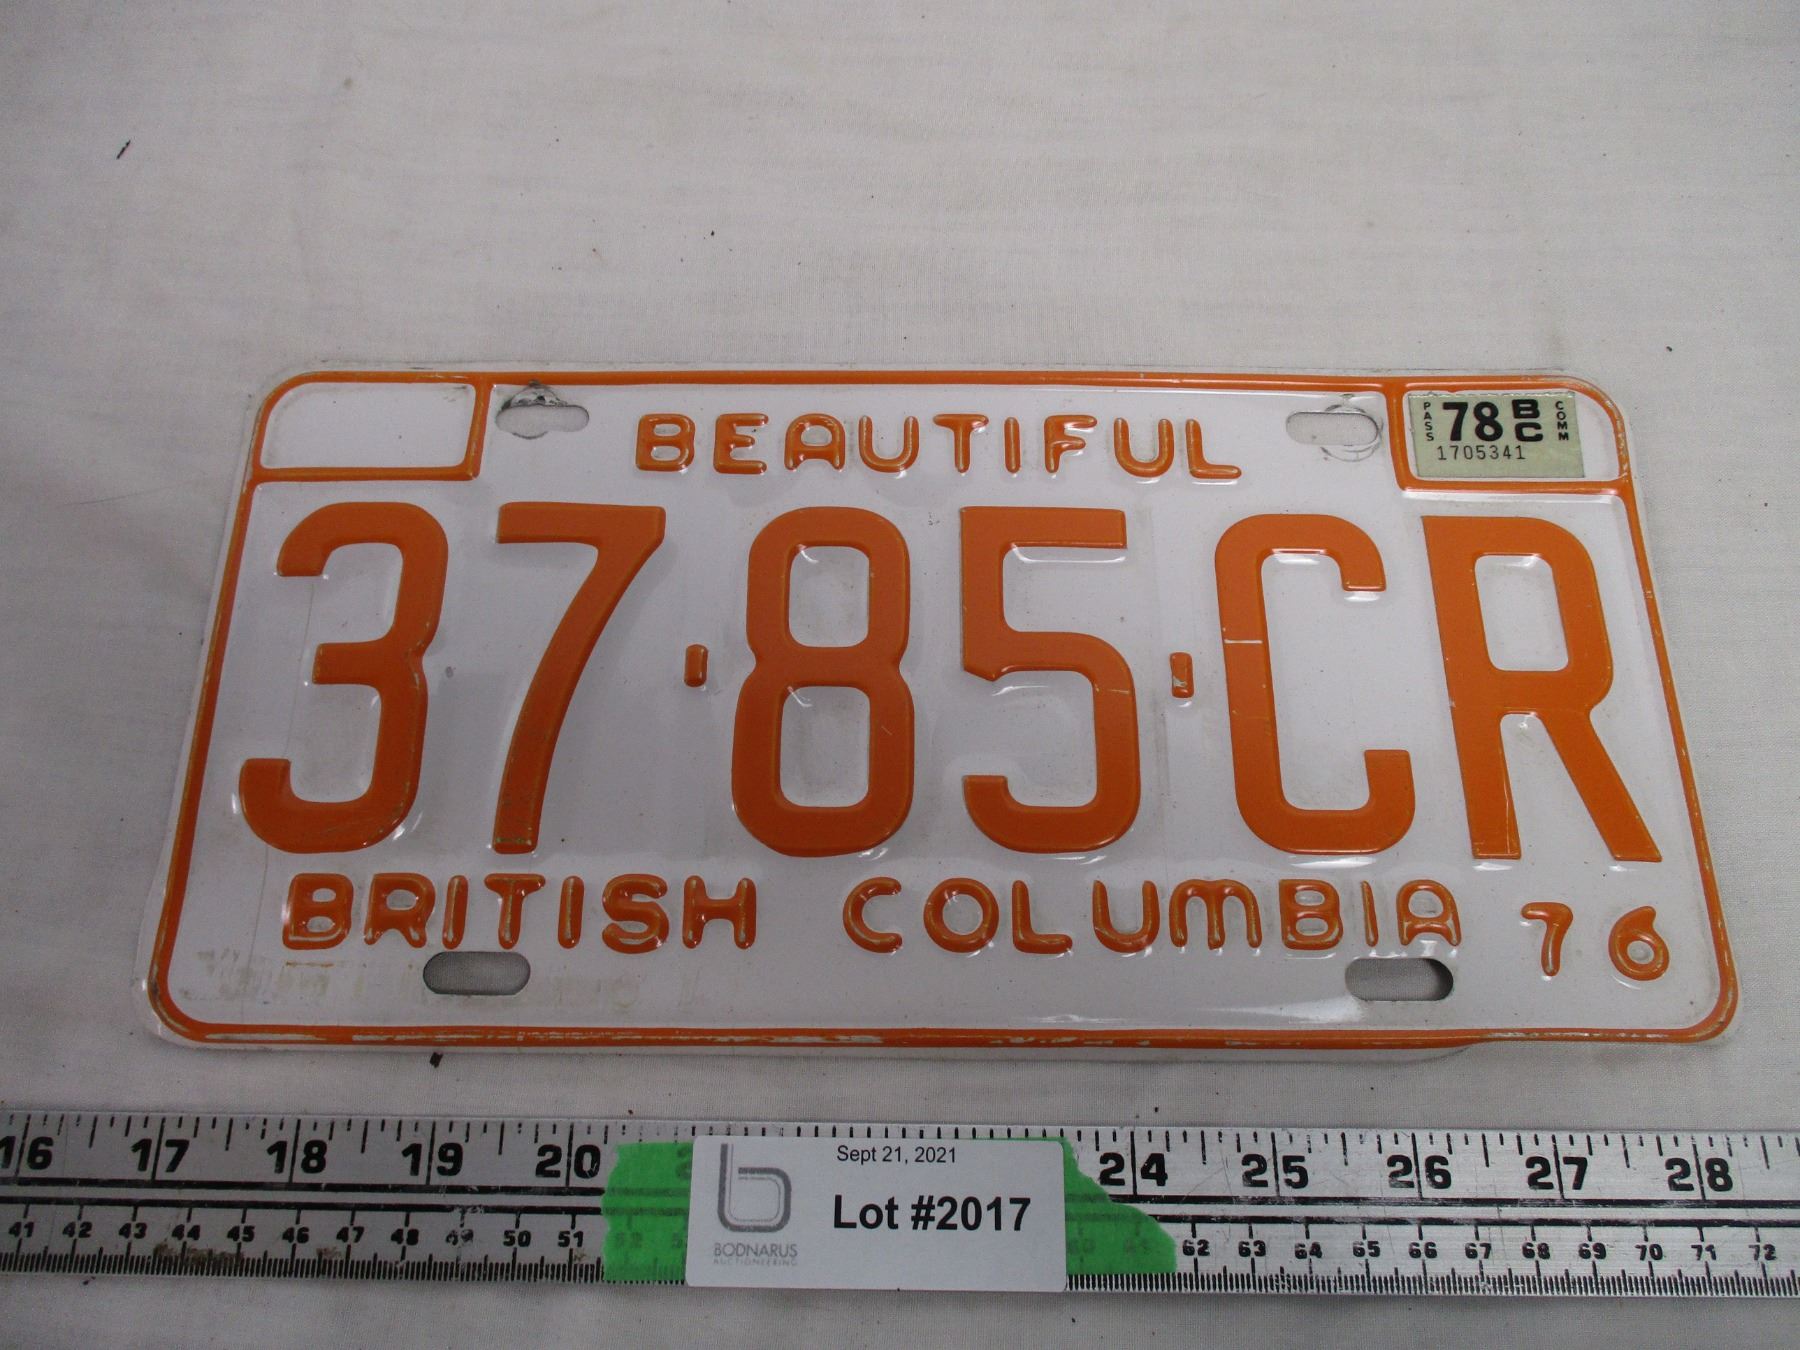 BEAUTIFUL
PASS 78 BC COMM
1705341
37-85-CR
BRITISH COLUMBIA 76
16 17 18 19 20 24 25 26 27 28
Sept 21, 2021
Lot #2017
BODNARUS
AUCTIONEERING
41 42 43 44 45 46 47 48 49 50 51 62 63 64 65 66 67 68 69 70 71 72